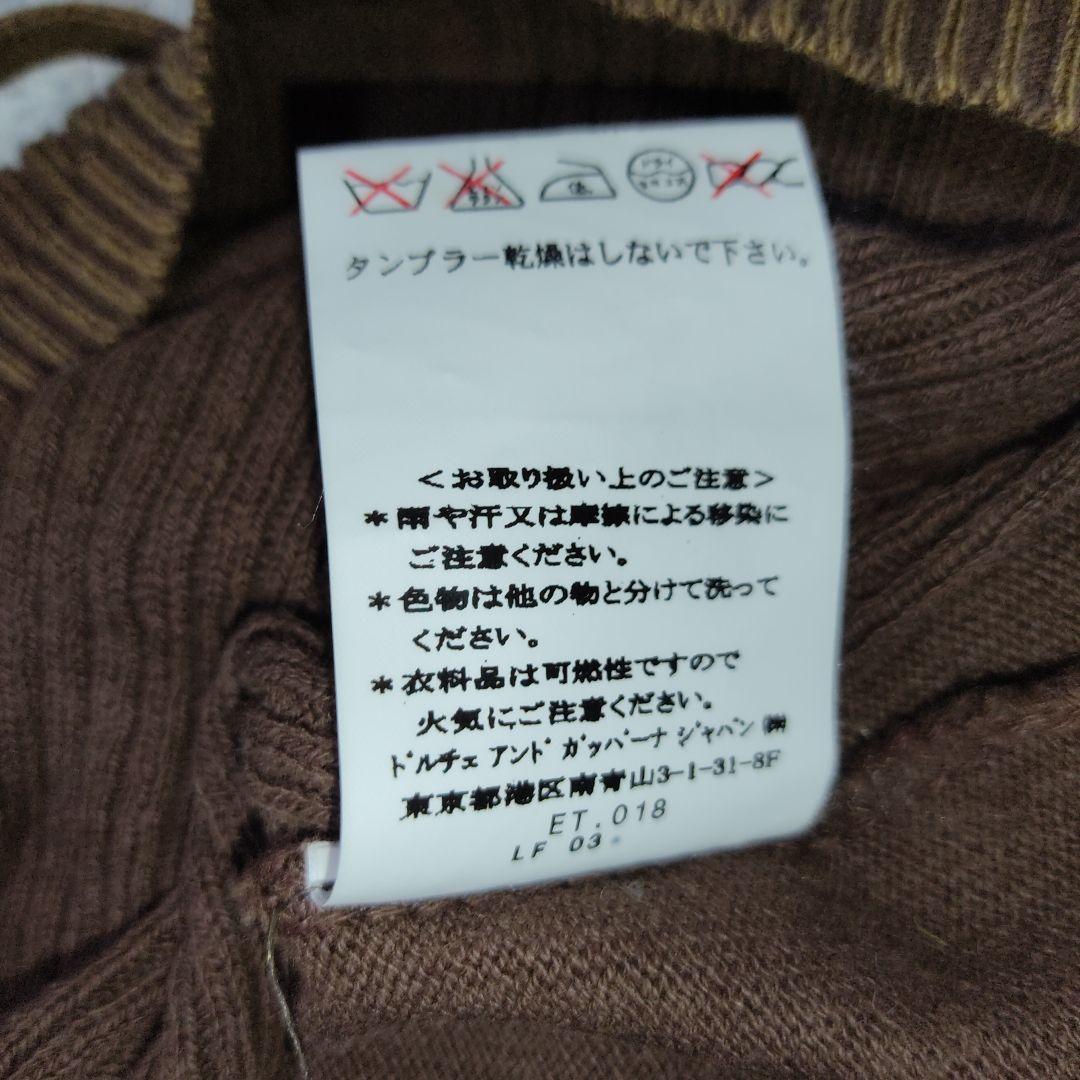 低
ドライ
タンブラー乾燥はしないで下さい。
＜お取り扱い上のご注意＞
＊雨や汗又は摩擦による移染に
ご注意ください。
＊色物は他の物と分けて洗って
ください。
＊衣料品は可燃性ですので
火気にご注意ください。
ドルチェ アンド ガッバーナ ジャパン ㈱
東京都港区南青山3-1-31-8F
ET.018
LF 03